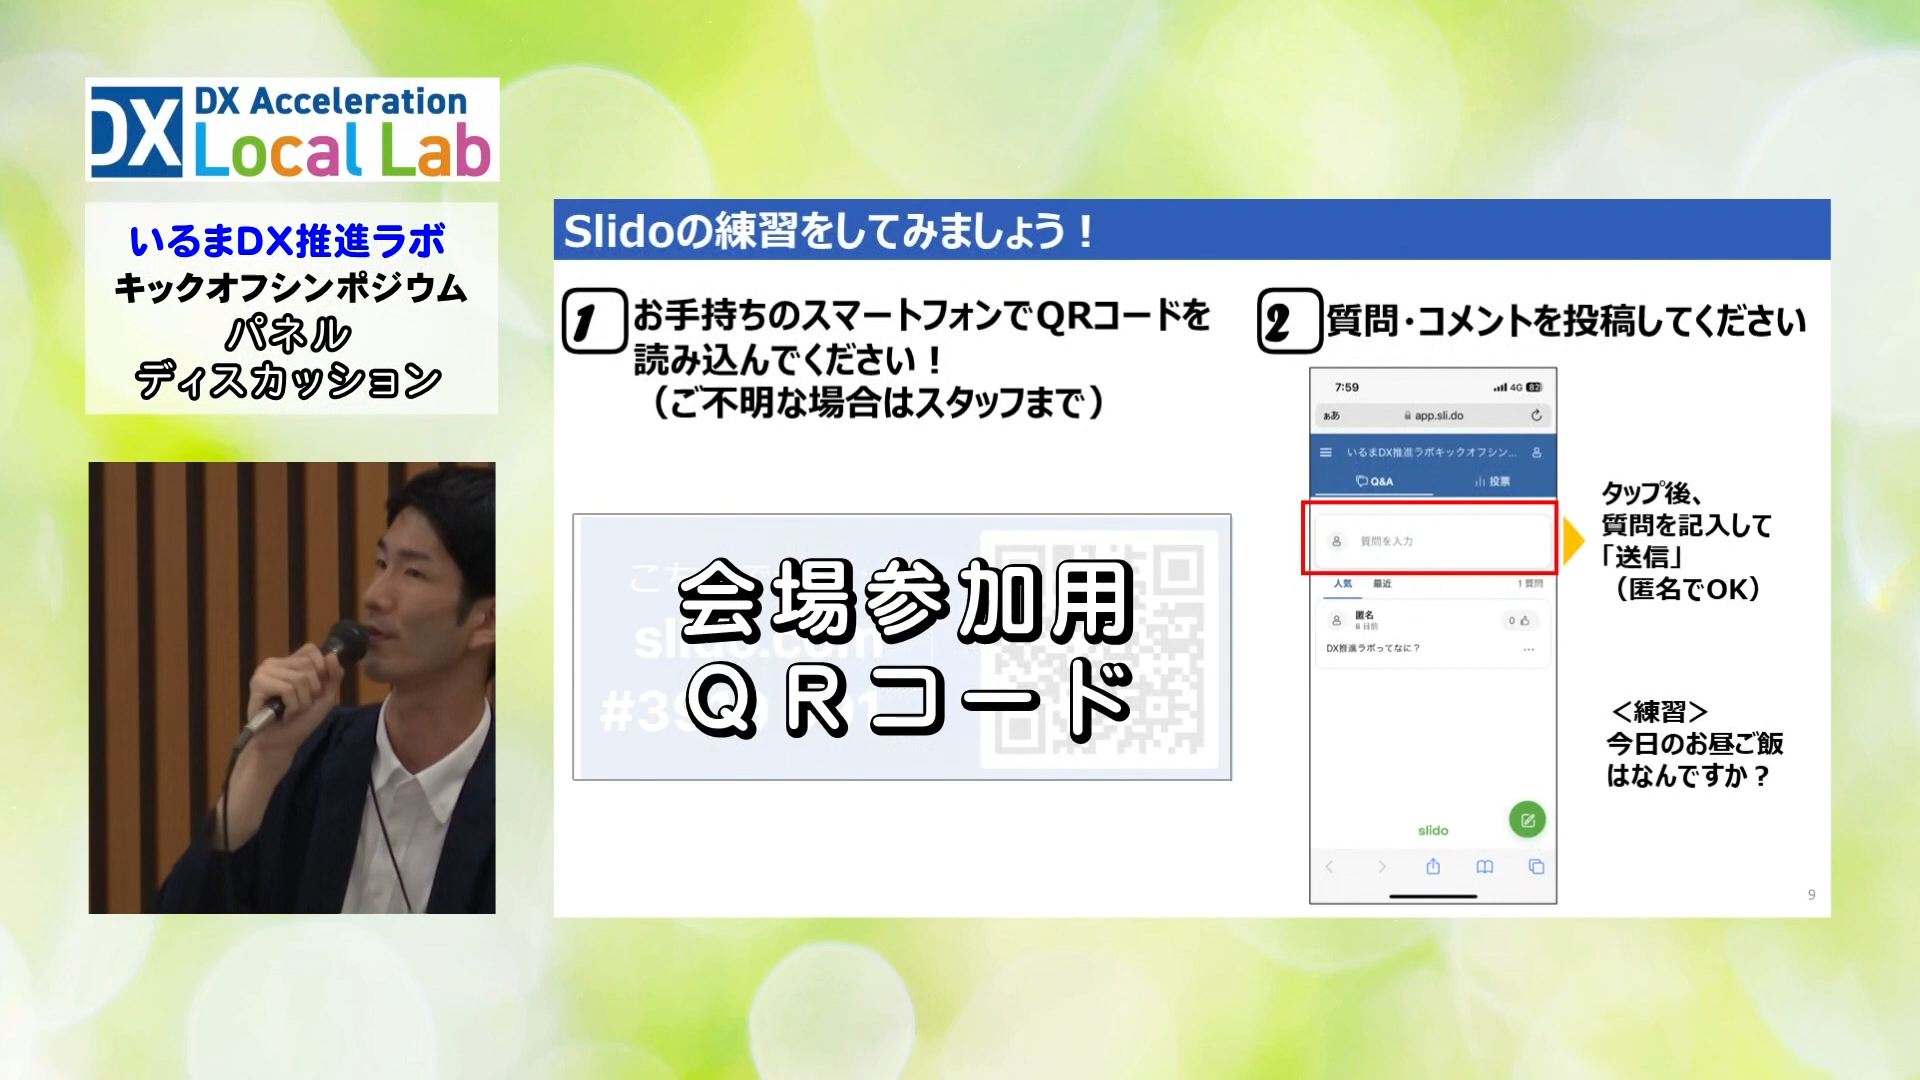 DX
DX Acceleration
Local Lab
いるまDX推進ラボ
キックオフシンポジウム
パネル
ディスカッション
Slidoの練習をしてみましょう！
1
お手持ちのスマートフォンでQRコードを
読み込んでください！
（ご不明な場合はスタッフまで）
会場参加用
ＱＲコード
slido.com
2
質問・コメントを投稿してください
7:59
4G 82
ああ
app.sli.do
いるまDX推進ラボキックオフシン...
Q&A
投票
質問を入力
人気
最近
1 質問
匿名
6 日前
0
DX推進ラボってなに？
slido
タップ後、
質問を記入して
「送信」
（匿名でOK）
＜練習＞
今日のお昼ご飯
はなんですか？
9